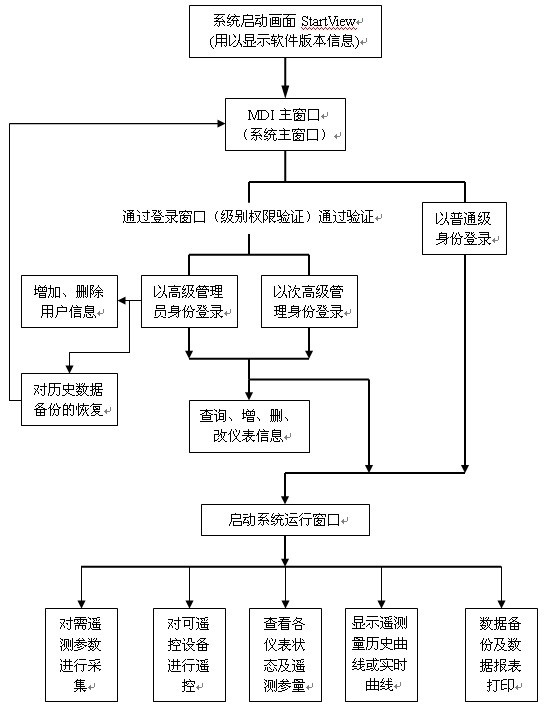 系统启动画面 StartView
(用以显示软件版本信息)
MDI 主窗口
（系统主窗口）
通过登录窗口（级别权限验证）通过验证
以普通级
身份登录
增加、删除
用户信息
以高级管理
员身份登录
以次高级管
理身份登录
对历史数据
备份的恢复
查询、增、删、
改仪表信息
启动系统运行窗口
对需遥
测参数
进行采
集
对可遥
控设备
进行遥
控
查看各
仪表状
态及遥
测参量
显示遥测
量历史曲
线或实时
曲线
数据备
份及数
据报表
打印